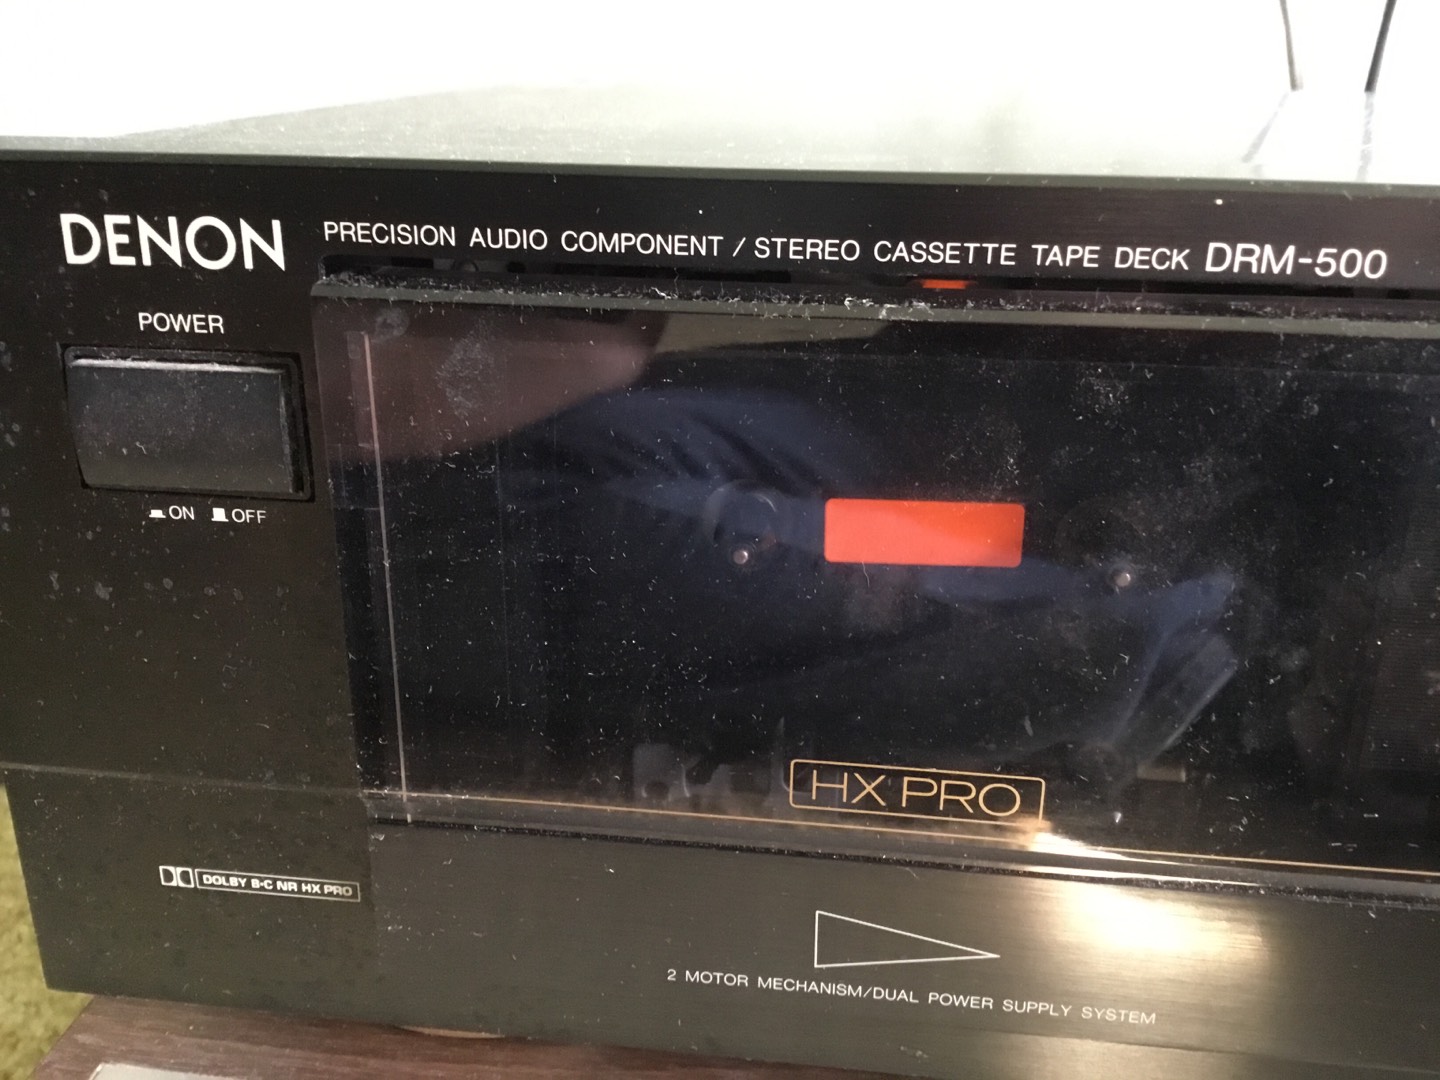 DENON PRECISION AUDIO COMPONENT / STEREO CASSETTE TAPE DECK DRM-500
POWER
ON OFF
HX PRO
DOLBY B-C NR HX PRO
2 MOTOR MECHANISM/DUAL POWER SUPPLY SYSTEM